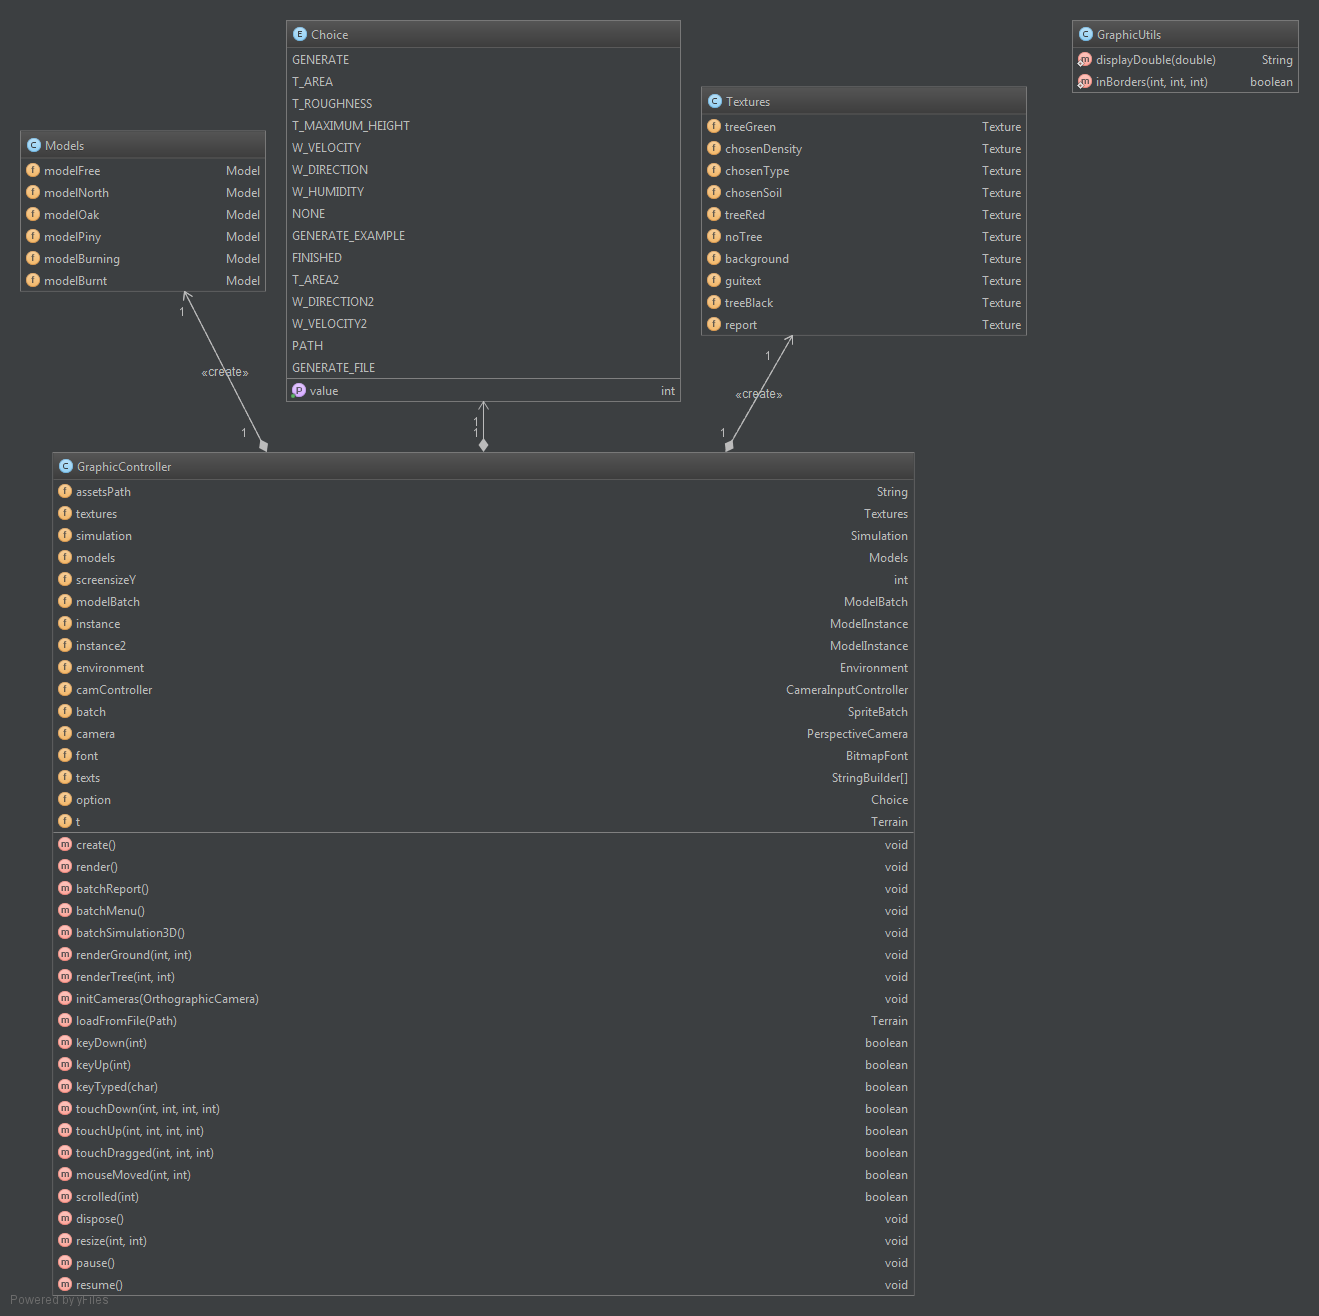 C Models
f modelFree Model
f modelNorth Model
f modelOak Model
f modelPiny Model
f modelBurning Model
f modelBurnt Model
E Choice
GENERATE
T_AREA
T_ROUGHNESS
T_MAXIMUM_HEIGHT
W_VELOCITY
W_DIRECTION
W_HUMIDITY
NONE
GENERATE_EXAMPLE
FINISHED
T_AREA2
W_DIRECTION2
W_VELOCITY2
PATH
GENERATE_FILE
P value int
C Textures
f treeGreen Texture
f chosenDensity Texture
f chosenType Texture
f chosenSoil Texture
f treeRed Texture
f noTree Texture
f background Texture
f guitext Texture
f treeBlack Texture
f report Texture
C GraphicUtils
m displayDouble(double) String
m inBorders(int, int, int) boolean
1
«create»
1
1
1
1
«create»
1
C GraphicController
f assetsPath String
f textures Textures
f simulation Simulation
f models Models
f screensizeY int
f modelBatch ModelBatch
f instance ModelInstance
f instance2 ModelInstance
f environment Environment
f camController CameraInputController
f batch SpriteBatch
f camera PerspectiveCamera
f font BitmapFont
f texts StringBuilder[]
f option Choice
f t Terrain
m create() void
m render() void
m batchReport() void
m batchMenu() void
m batchSimulation3D() void
m renderGround(int, int) void
m renderTree(int, int) void
m initCameras(OrthographicCamera) void
m loadFromFile(Path) Terrain
m keyDown(int) boolean
m keyUp(int) boolean
m keyTyped(char) boolean
m touchDown(int, int, int, int) boolean
m touchUp(int, int, int, int) boolean
m touchDragged(int, int, int) boolean
m mouseMoved(int, int) boolean
m scrolled(int) boolean
m dispose() void
m resize(int, int) void
m pause() void
m resume() void
Powered by yFiles